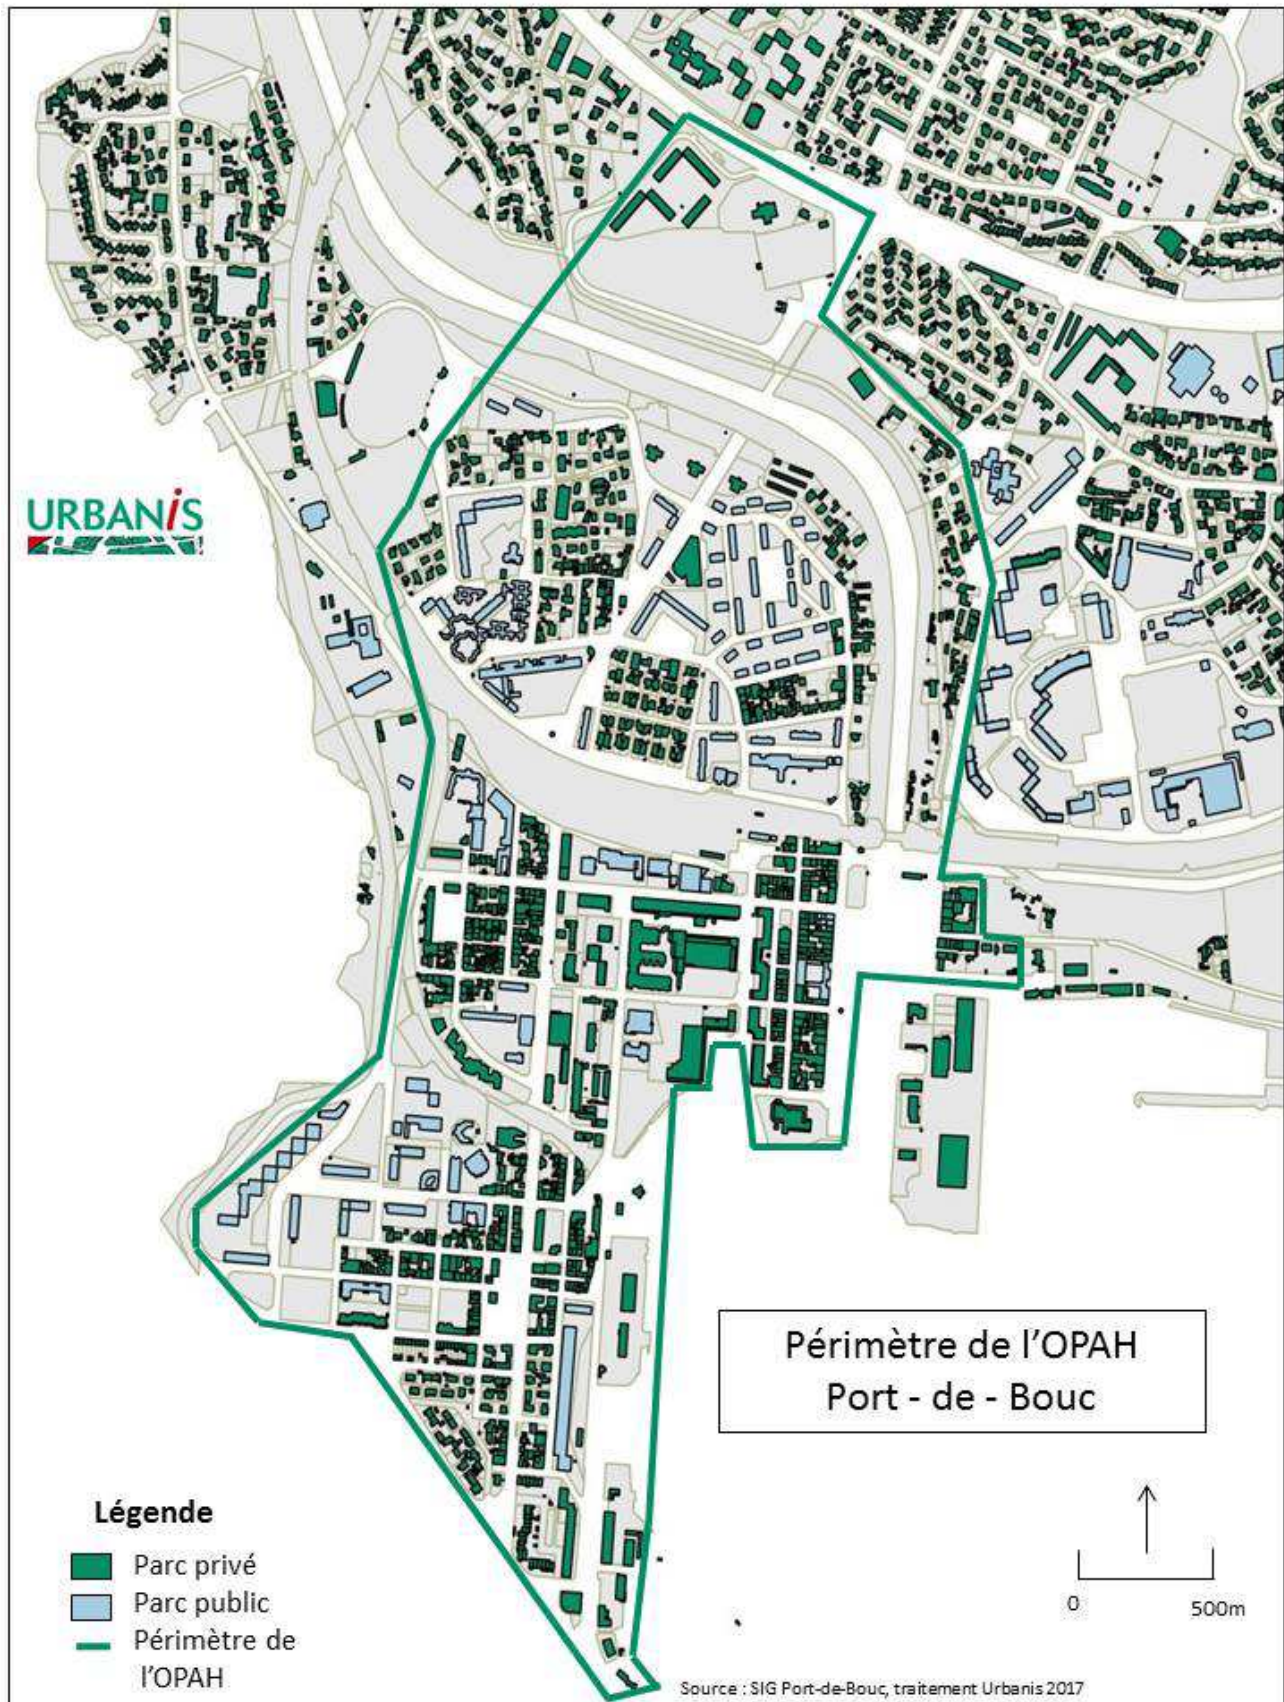 URBANiS
Périmètre de l'OPAH
Port - de - Bouc
Légende
Parc privé
Parc public
Périmètre de
l'OPAH
0
500m
Source : SIG Port-de-Bouc, traitement Urbanis 2017